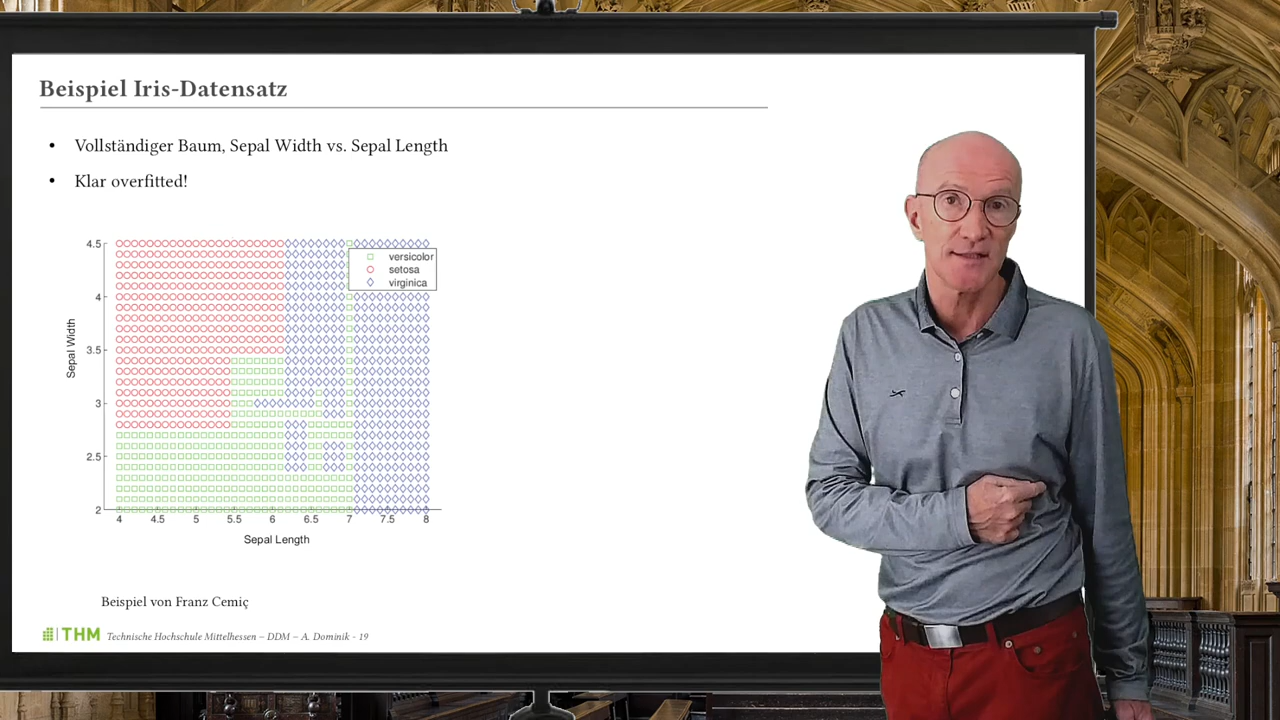 Beispiel Iris-Datensatz
• Vollständiger Baum, Sepal Width vs. Sepal Length
• Klar overfitted!
4.5
4
3.5
3
2.5
2
Sepal Width
versicolor
setosa
virginica
4 4.5 5 5.5 6 6.5 7 7.5 8
Sepal Length
Beispiel von Franz Cemiç
THM Technische Hochschule Mittelhessen – DDM – A. Dominik - 19